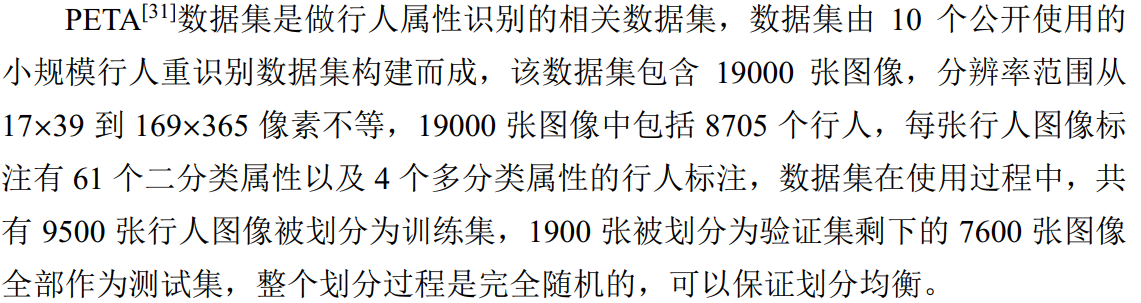 PETA[31]数据集是做行人属性识别的相关数据集，数据集由 10 个公开使用的
小规模行人重识别数据集构建而成，该数据集包含 19000 张图像，分辨率范围从
17×39 到 169×365 像素不等，19000 张图像中包括 8705 个行人，每张行人图像标
注有 61 个二分类属性以及 4 个多分类属性的行人标注，数据集在使用过程中，共
有 9500 张行人图像被划分为训练集，1900 张被划分为验证集剩下的 7600 张图像
全部作为测试集，整个划分过程是完全随机的，可以保证划分均衡。